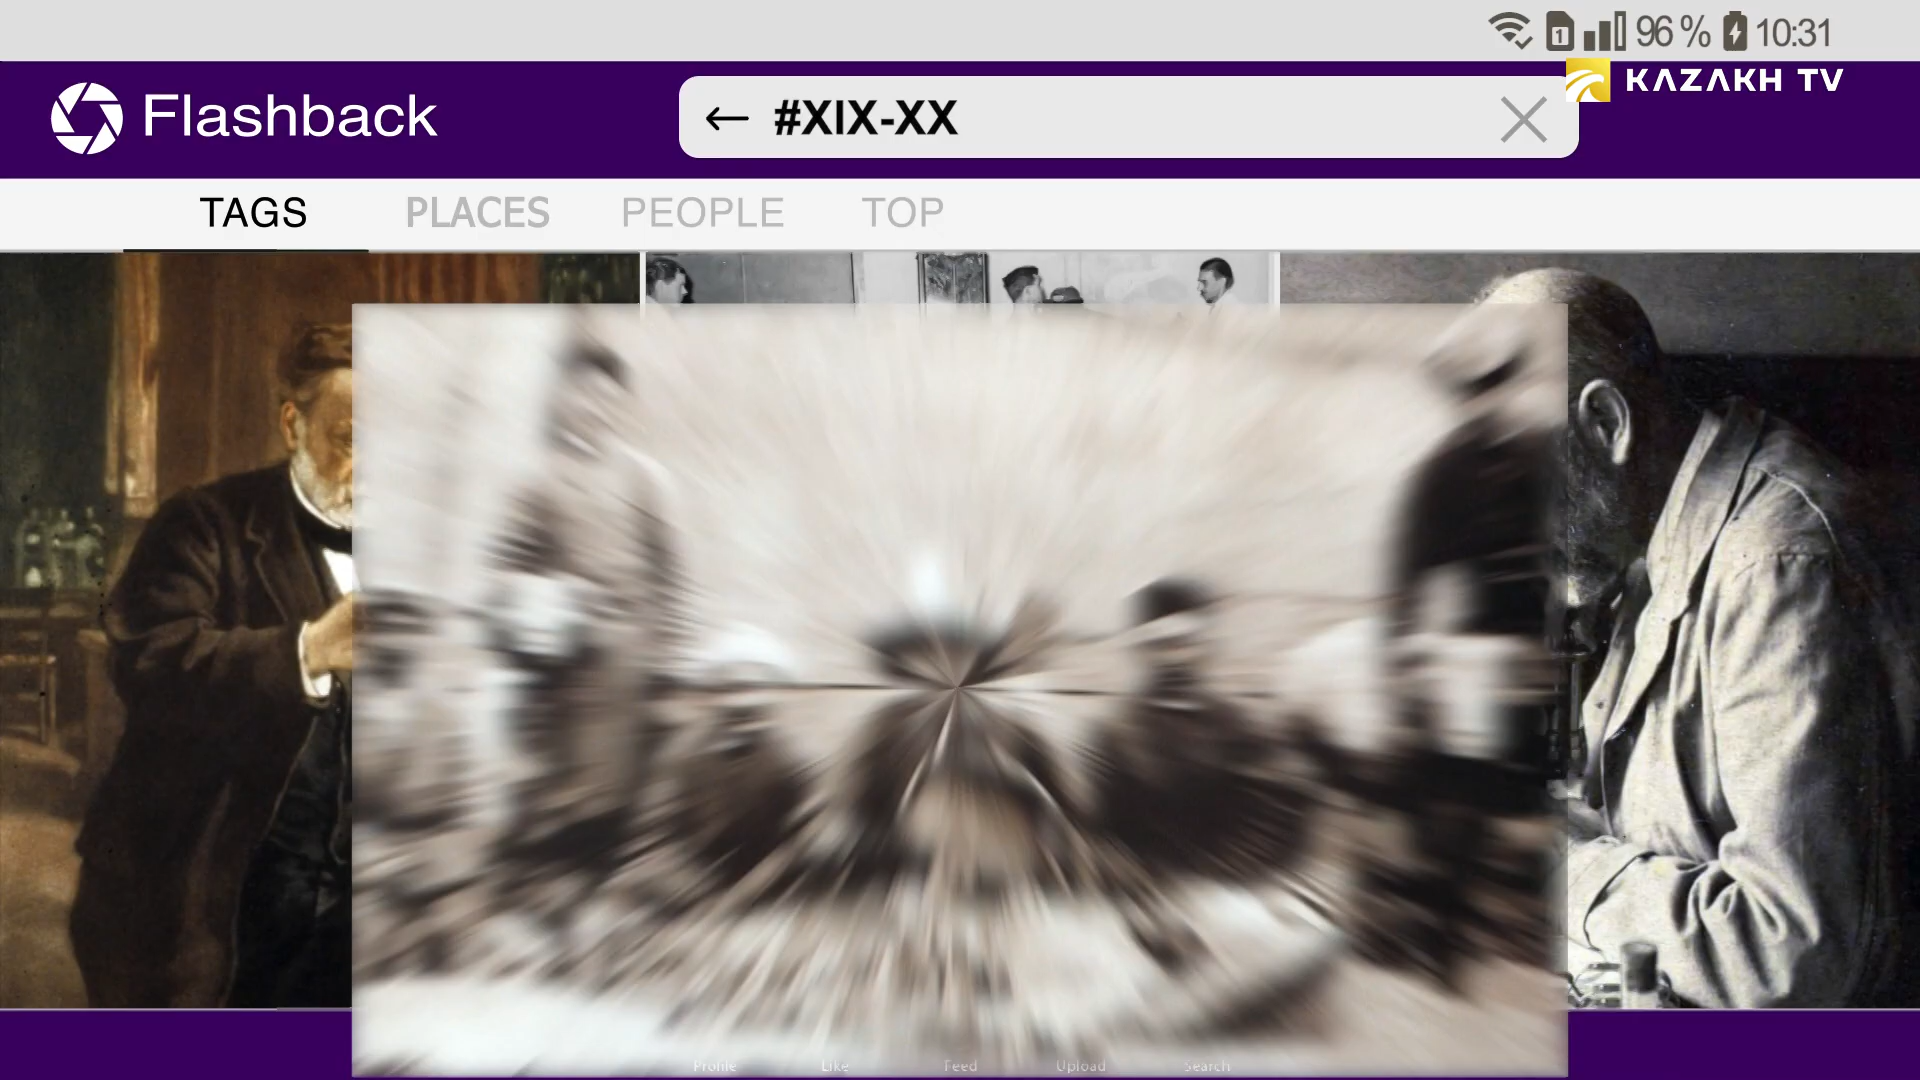 96 % 10:31
KAZAKH TV
Flashback
#XIX-XX
TAGS PLACES PEOPLE TOP
Profile Like Feed Upload Search